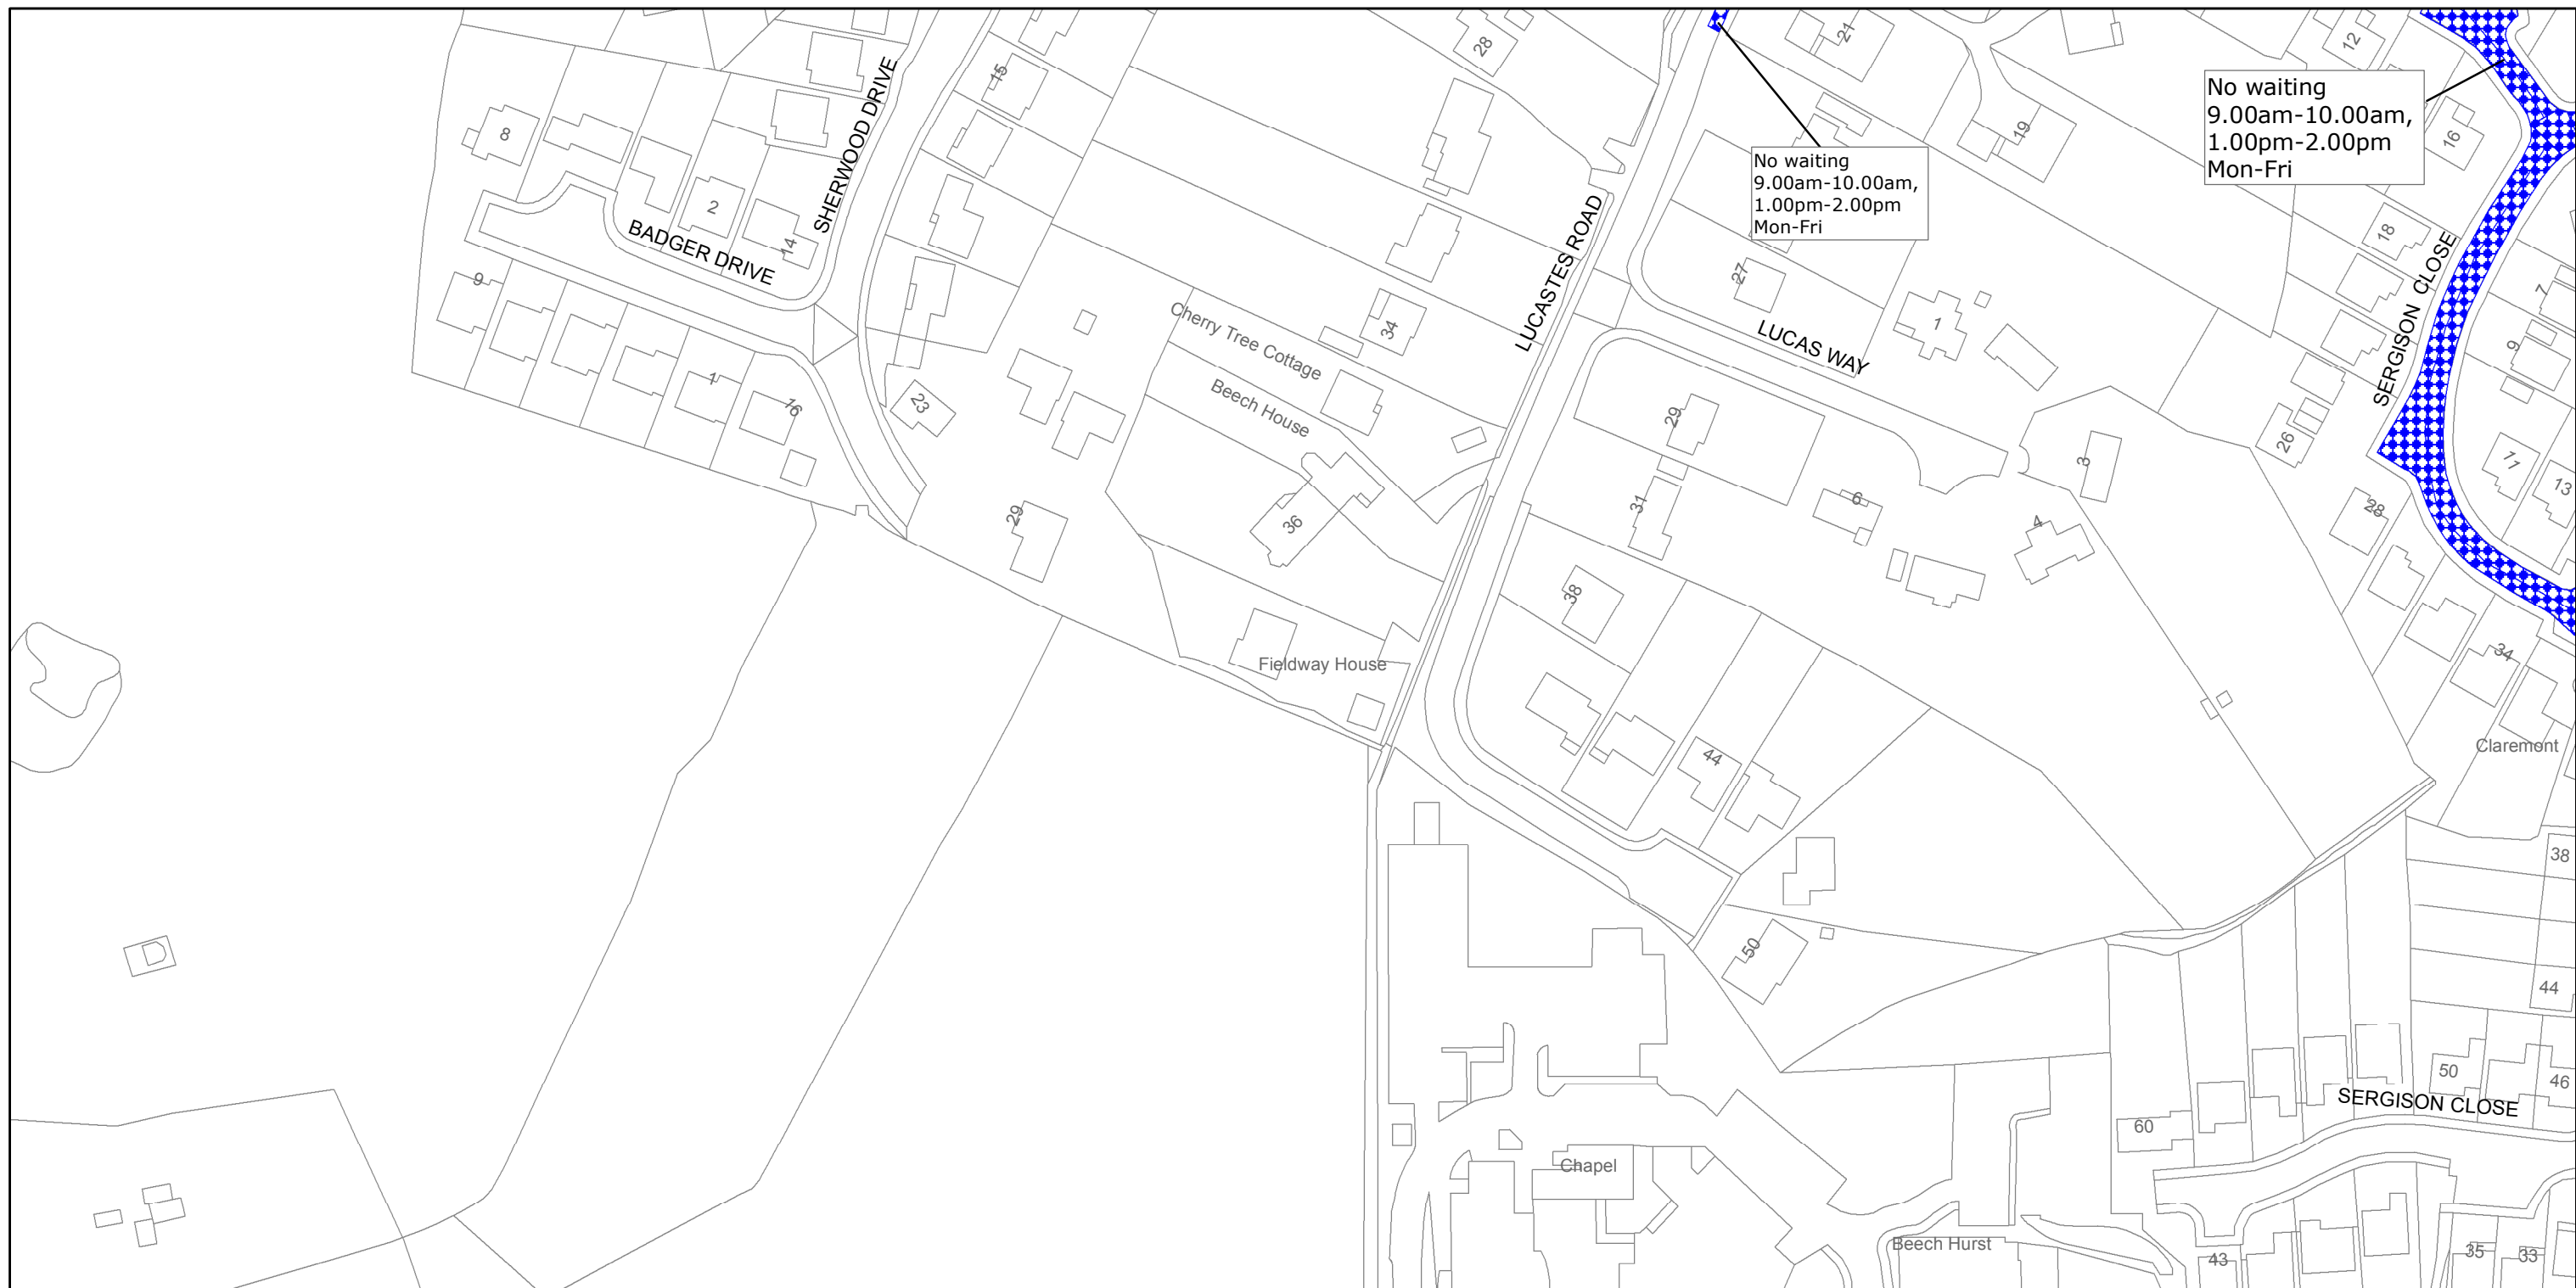 28
21
12
No waiting
9.00am-10.00am,
1.00pm-2.00pm
Mon-Fri
15
SHERWOOD DRIVE
8
19
16
No waiting
9.00am-10.00am,
1.00pm-2.00pm
Mon-Fri
2
14
BADGER DRIVE
LUCASTES ROAD
18
SERGISON CLOSE
9
27
7
Cherry Tree Cottage
34
LUCAS WAY
1
9
1
16
23
Beech House
29
26
3
11
13
29
36
31
6
4
28
38
Fieldway House
34
44
Claremont
38
50
44
50
46
SERGISON CLOSE
60
Chapel
Beech Hurst
43
35
33